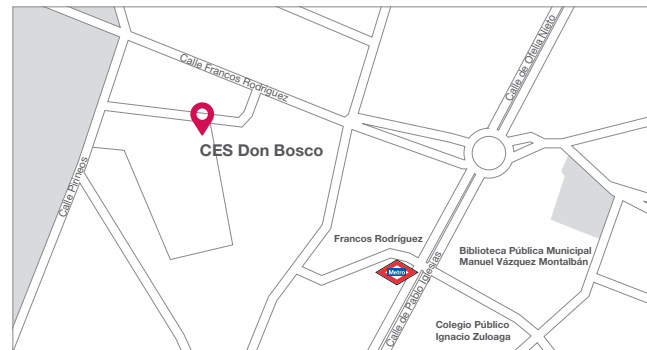 Calle de Ofelia Nieto
Calle Francos Rodríguez
CES Don Bosco
Calle Pirineos
Francos Rodríguez
Metro
Biblioteca Pública Municipal
Manuel Vázquez Montalbán
Calle de Pablo Iglesias
Colegio Público
Ignacio Zuloaga